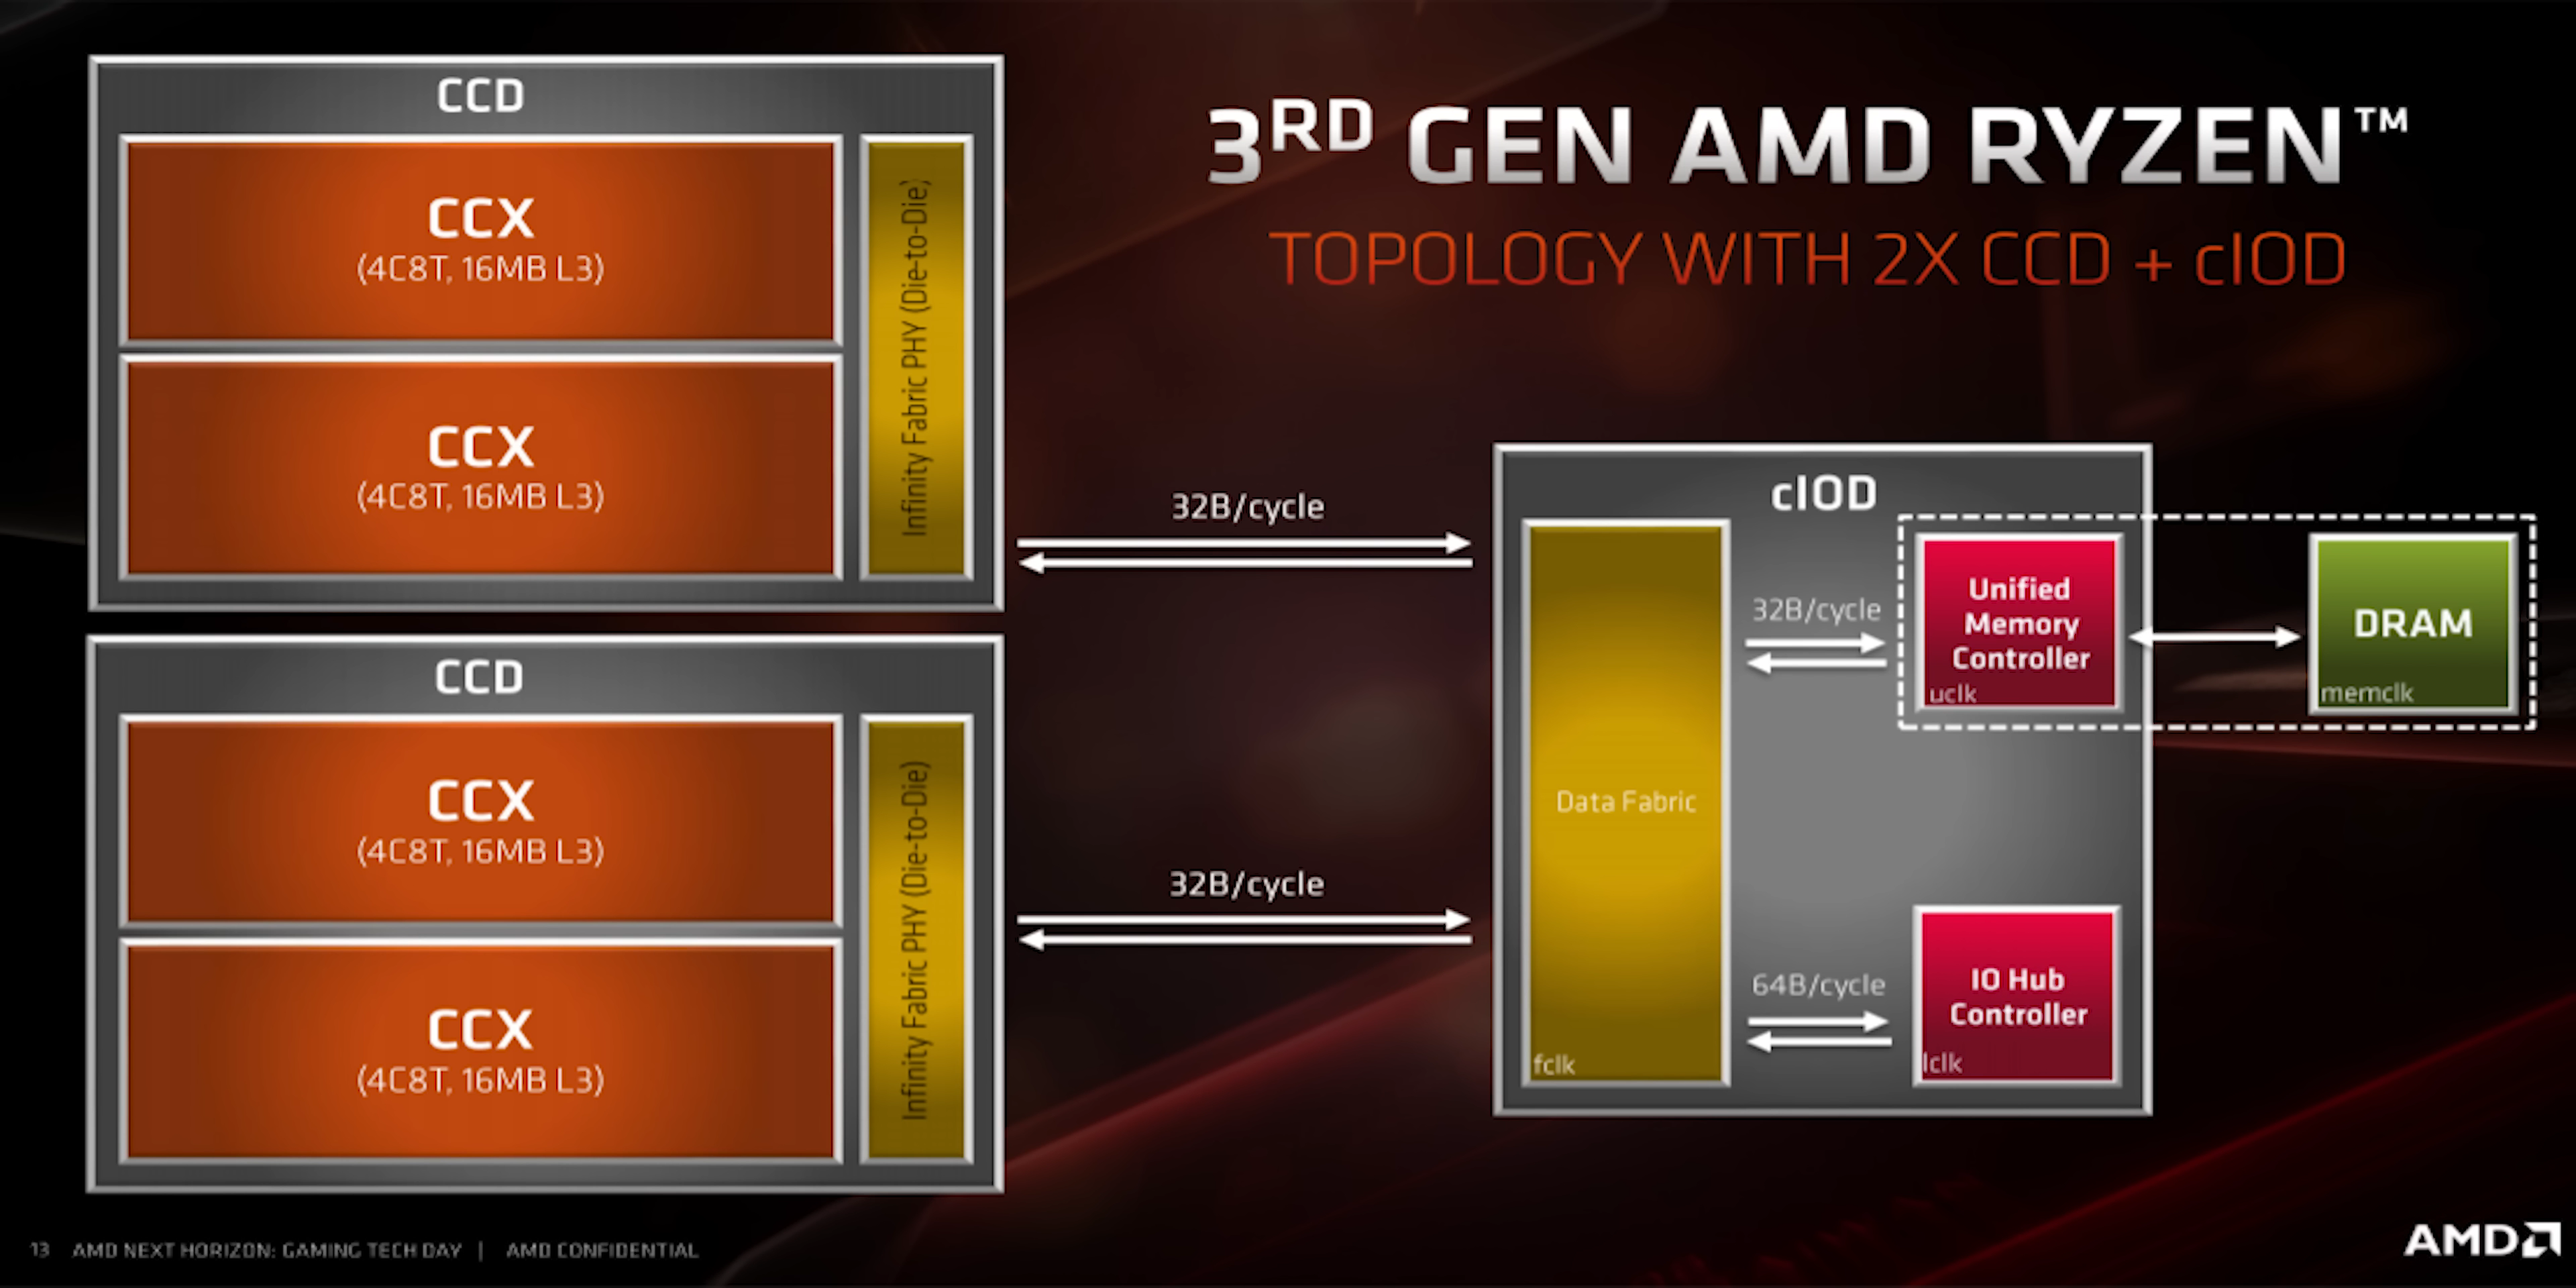 CCD
CCX
(4C8T, 16MB L3)
CCX
(4C8T, 16MB L3)
Infinity Fabric PHY (Die-to-Die)
3RD GEN AMD RYZEN™
TOPOLOGY WITH 2X CCD + cIOD
32B/cycle
CCD
CCX
(4C8T, 16MB L3)
CCX
(4C8T, 16MB L3)
Infinity Fabric PHY (Die-to-Die)
32B/cycle
cIOD
Data Fabric
fclk
32B/cycle
Unified
Memory
Controller
uclk
DRAM
memclk
64B/cycle
IO Hub
Controller
lclk
13 AMD NEXT HORIZON: GAMING TECH DAY | AMD CONFIDENTIAL
AMD